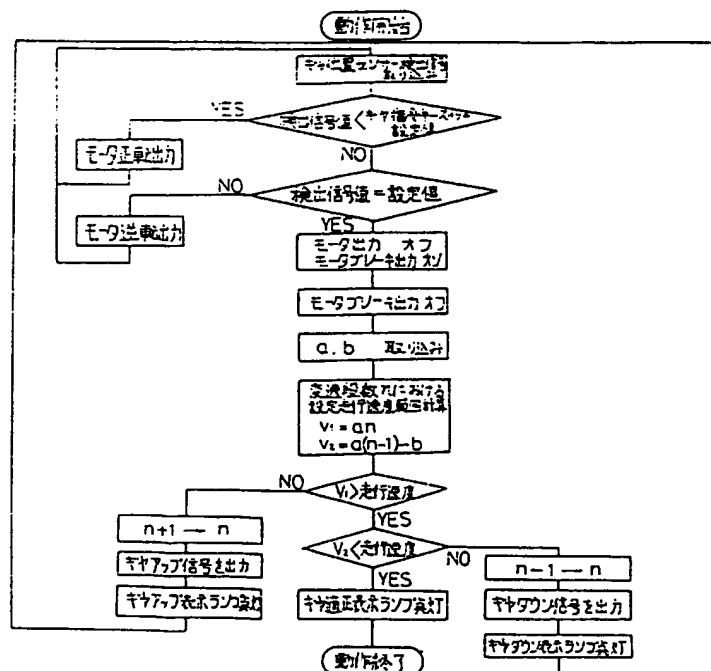 動作開始
ギヤ位置センサー検出信号
取り込み
YES
検出信号値<ギヤ信号
設定値
NO
モータ正転出力
NO
検出信号値=設定値
YES
モータ逆転出力
モータ出力 オフ
モータブレーキ出力 オン
モータブレーキ出力 オフ
a.b 取り込み
変速段数nにおける
設定走行速度範囲計算
V₁=an
V₂=a(n-1)-b
NO
V₁>走行速度
YES
n+1 — n
V₂<走行速度
NO
YES
n-1 — n
ギヤアップ信号を出力
ギヤアップ表示ランプ点灯
ギヤ適正表示ランプ点灯
ギヤダウン信号を出力
ギヤダウン表示ランプ点灯
動作終了